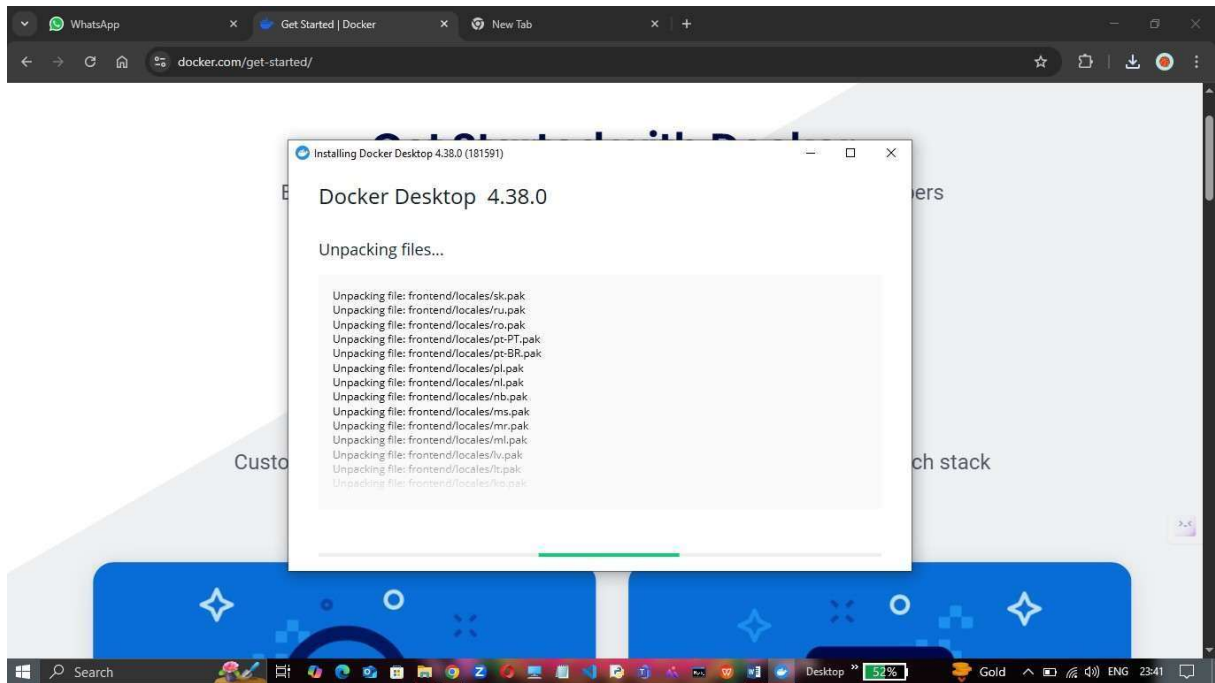 WhatsApp
Get Started | Docker
New Tab
docker.com/get-started/
Installing Docker Desktop 4.38.0 (181591)
Docker Desktop 4.38.0
ers
Unpacking files...
Unpacking file: frontend/locales/sk.pak
Unpacking file: frontend/locales/ru.pak
Unpacking file: frontend/locales/ro.pak
Unpacking file: frontend/locales/pt-PT.pak
Unpacking file: frontend/locales/pt-BR.pak
Unpacking file: frontend/locales/pl.pak
Unpacking file: frontend/locales/nl.pak
Unpacking file: frontend/locales/nb.pak
Unpacking file: frontend/locales/ms.pak
Unpacking file: frontend/locales/mr.pak
Unpacking file: frontend/locales/ml.pak
Unpacking file: frontend/locales/lv.pak
Unpacking file: frontend/locales/lt.pak
Unpacking file: frontend/locales/ko.pak
Custo
ch stack
Search
Desktop
52%
Gold
ENG
23:41